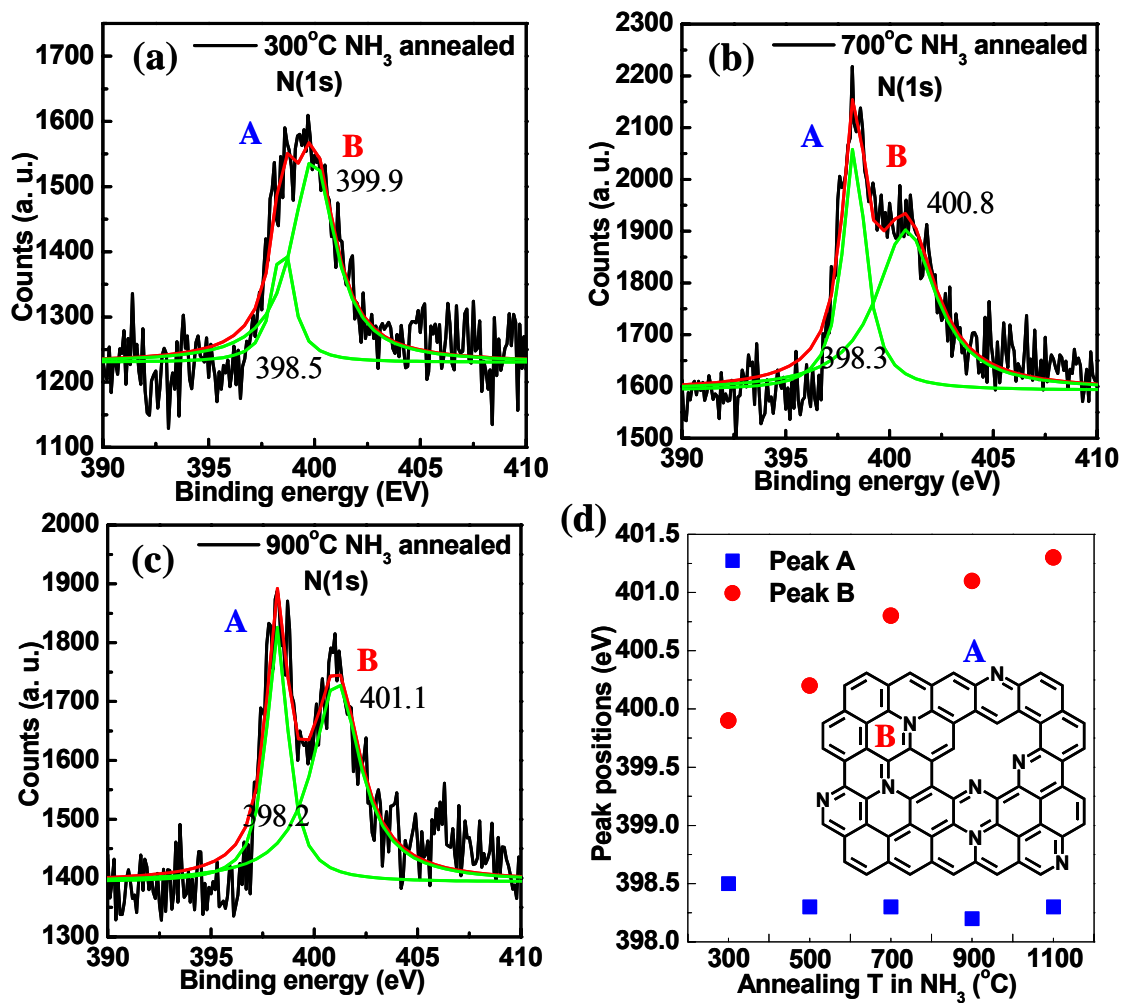 (a)
300°C NH3 annealed
N(1s)
A
B
399.9
398.5
1700
1600
1500
1400
1300
1200
1100
390 395 400 405 410
Counts (a. u.)
Binding energy (EV)
(b)
700°C NH3 annealed
N(1s)
A
B
400.8
398.3
2300
2200
2100
2000
1900
1800
1700
1600
1500
390 395 400 405 410
Counts (a. u.)
Binding energy (eV)
(c)
900°C NH3 annealed
N(1s)
A
B
401.1
398.2
2000
1900
1800
1700
1600
1500
1400
1300
390 395 400 405 410
Counts (a. u.)
Binding energy (eV)
(d)
Peak A
Peak B
A
N
N
B
N
N
N
N
N
N
401.5
401.0
400.5
400.0
399.5
399.0
398.5
398.0
300 500 700 900 1100
Peak positions (eV)
Annealing T in NH3 (°C)